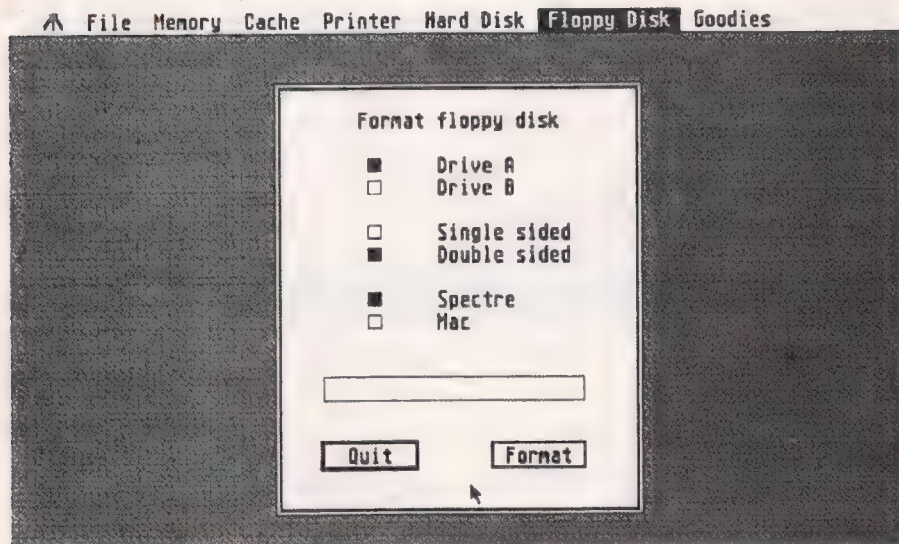 File Memory Cache Printer Hard Disk Floppy Disk Goodies
Format floppy disk
Drive A
Drive B
Single sided
Double sided
Spectre
Mac
Quit Format